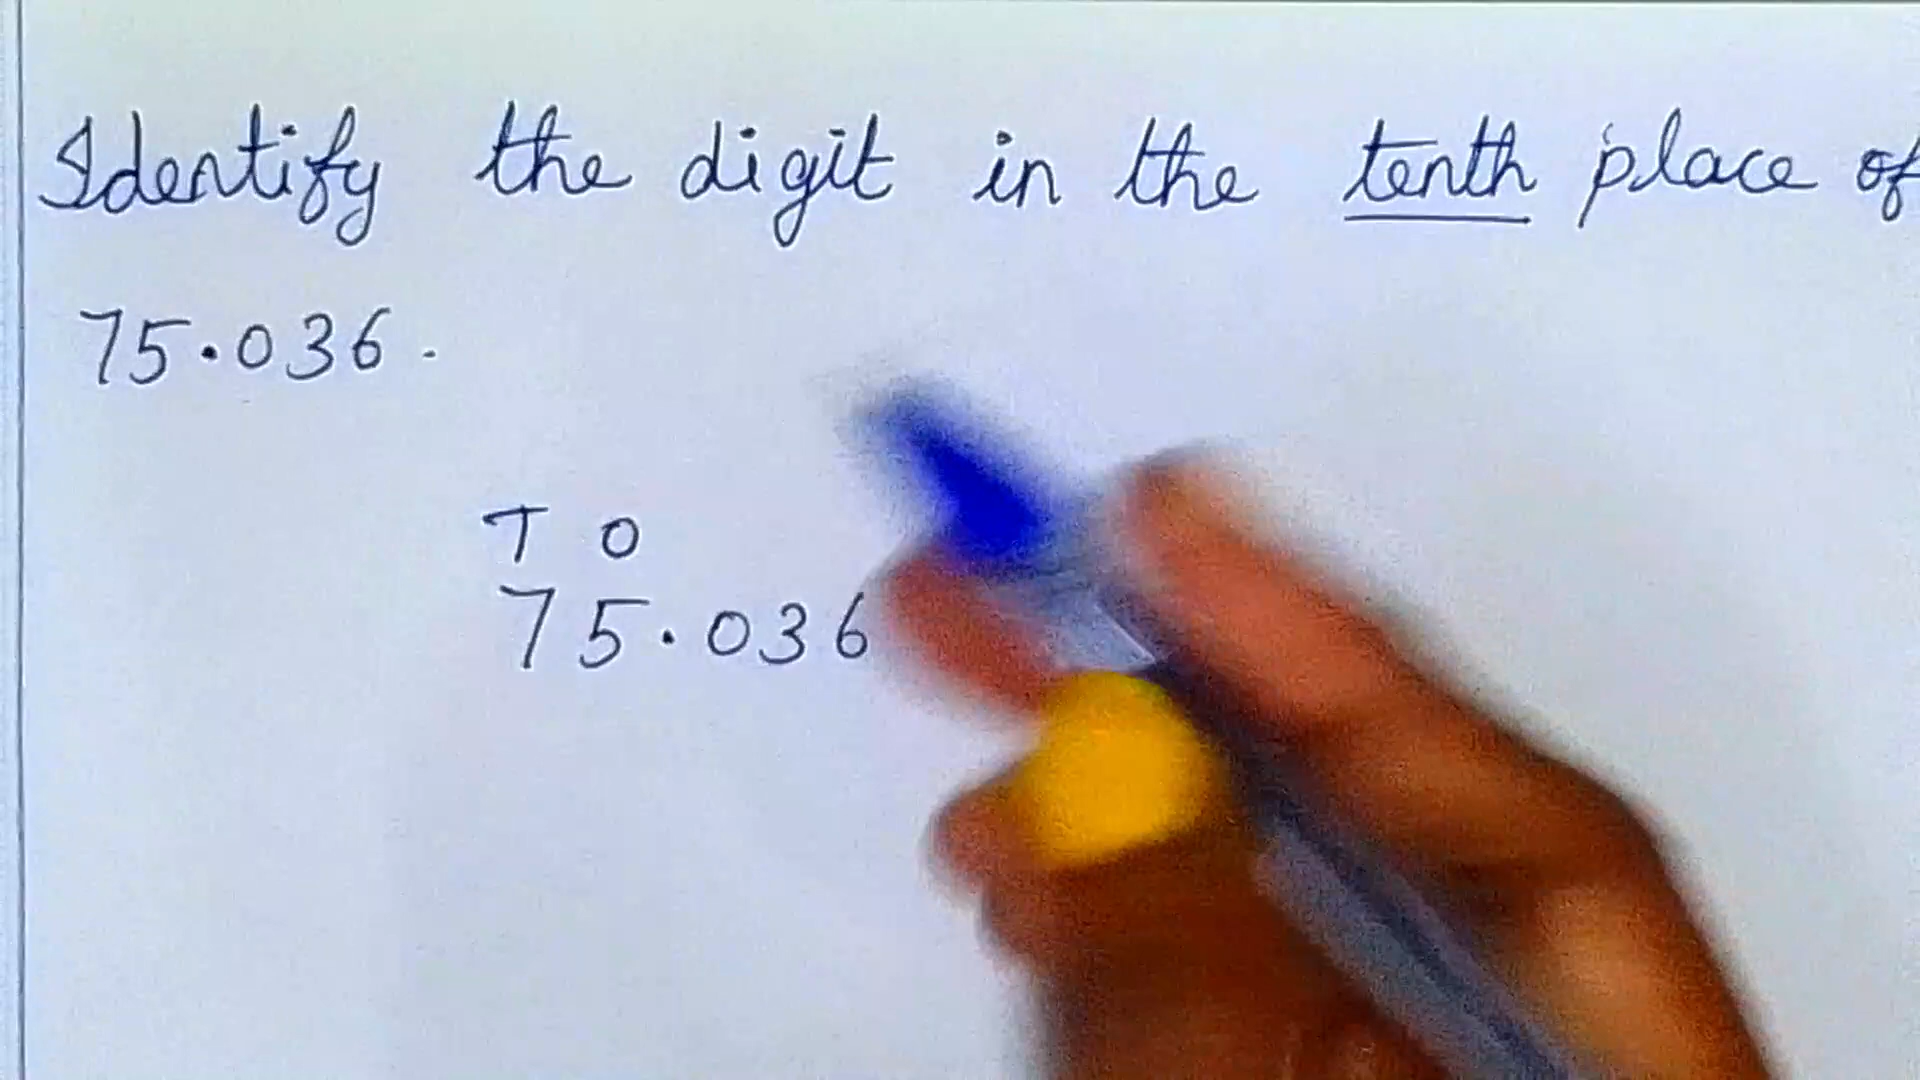 Identify the digit in the tenth place of
75.036.
T O
75.036